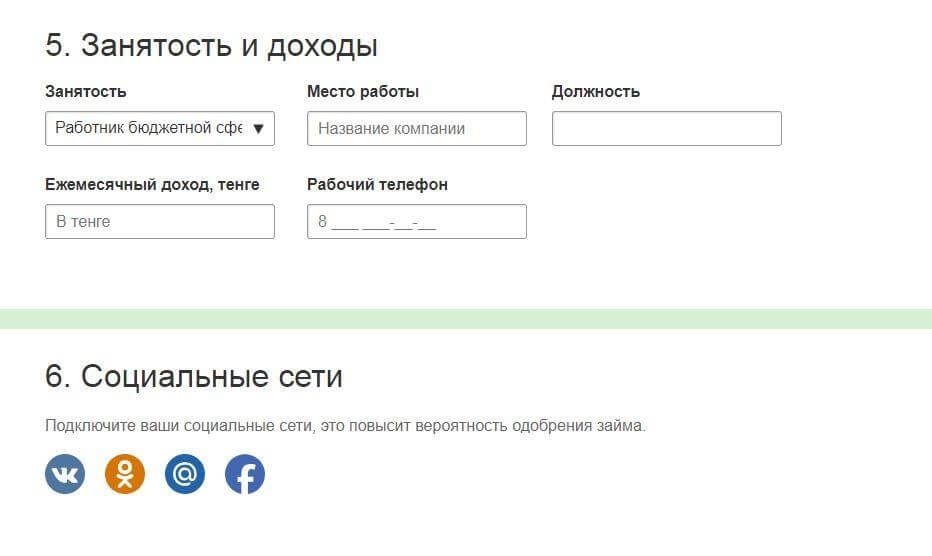 5. Занятость и доходы
Занятость Место работы Должность
Работник бюджетной сфе Название компании
Ежемесячный доход, тенге Рабочий телефон
В тенге 8 ___ ___-__-__
6. Социальные сети
Подключите ваши социальные сети, это повысит вероятность одобрения займа.